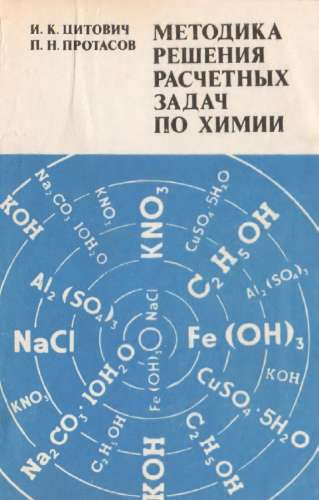 И. К. ЦИТОВИЧ
П. Н. ПРОТАСОВ
МЕТОДИКА
РЕШЕНИЯ
РАСЧЕТНЫХ
ЗАДАЧ
ПО ХИМИИ
Na₂CO₃·10H₂O
KNO₃
KNO₃
CuSO₄·5H₂O
KOH
C₂H₅OH
Al₂(SO₄)₃
Al₂(SO₄)₃
NaCl
NaCl
Fe(OH)₃
Fe(OH)₃
KNO₃
KOH
CuSO₄·5H₂O
Na₂CO₃·10H₂O
C₂H₅OH
KOH
C₂H₅OH